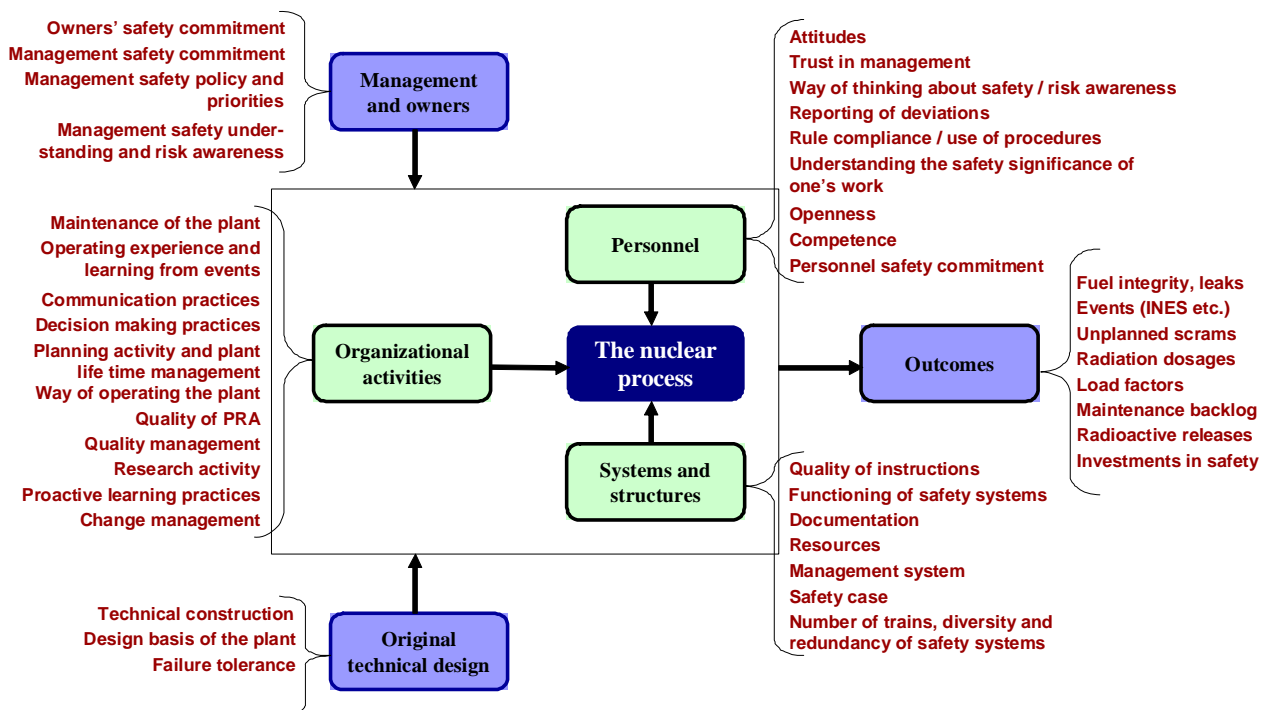 Owners’ safety commitment
Management safety commitment
Management safety policy and
priorities
Management safety under-
standing and risk awareness
Management
and owners
Attitudes
Trust in management
Way of thinking about safety / risk awareness
Reporting of deviations
Rule compliance / use of procedures
Understanding the safety significance of
one’s work
Openness
Competence
Personnel safety commitment
Personnel
Maintenance of the plant
Operating experience and
learning from events
Communication practices
Decision making practices
Planning activity and plant
life time management
Way of operating the plant
Quality of PRA
Quality management
Research activity
Proactive learning practices
Change management
Organizational
activities
The nuclear
process
Outcomes
Fuel integrity, leaks
Events (INES etc.)
Unplanned scrams
Radiation dosages
Load factors
Maintenance backlog
Radioactive releases
Investments in safety
Systems and
structures
Quality of instructions
Functioning of safety systems
Documentation
Resources
Management system
Safety case
Number of trains, diversity and
redundancy of safety systems
Technical construction
Design basis of the plant
Failure tolerance
Original
technical design